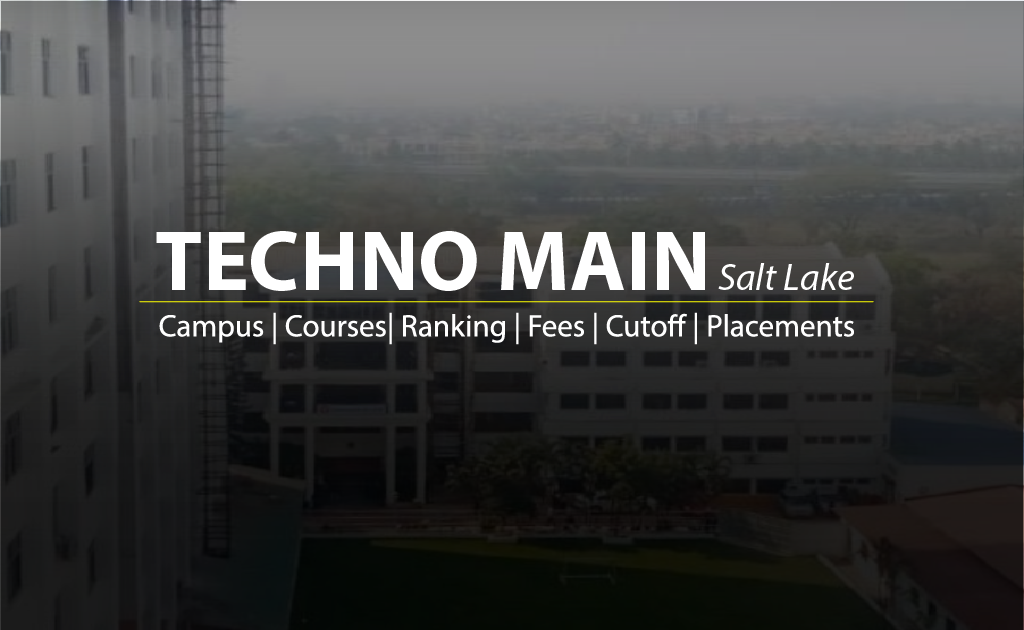 TECHNO MAIN Salt Lake
Campus | Courses| Ranking | Fees | Cutoff | Placements